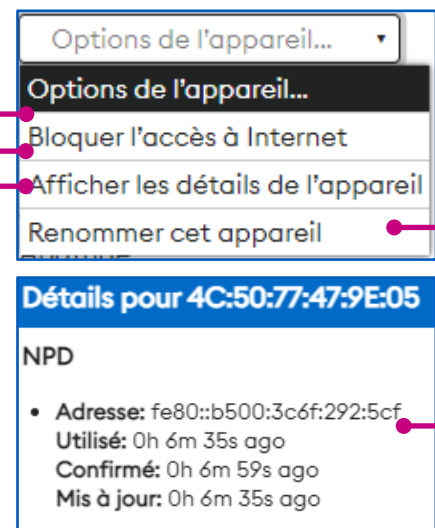 Options de l'appareil...
Options de l'appareil...
Bloquer l'accès à Internet
Afficher les détails de l'appareil
Renommer cet appareil
Détails pour 4C:50:77:47:9E:05
NPD
• Adresse: fe80::b500:3c6f:292:5cf
Utilisé: 0h 6m 35s ago
Confirmé: 0h 6m 59s ago
Mis à jour: 0h 6m 35s ago